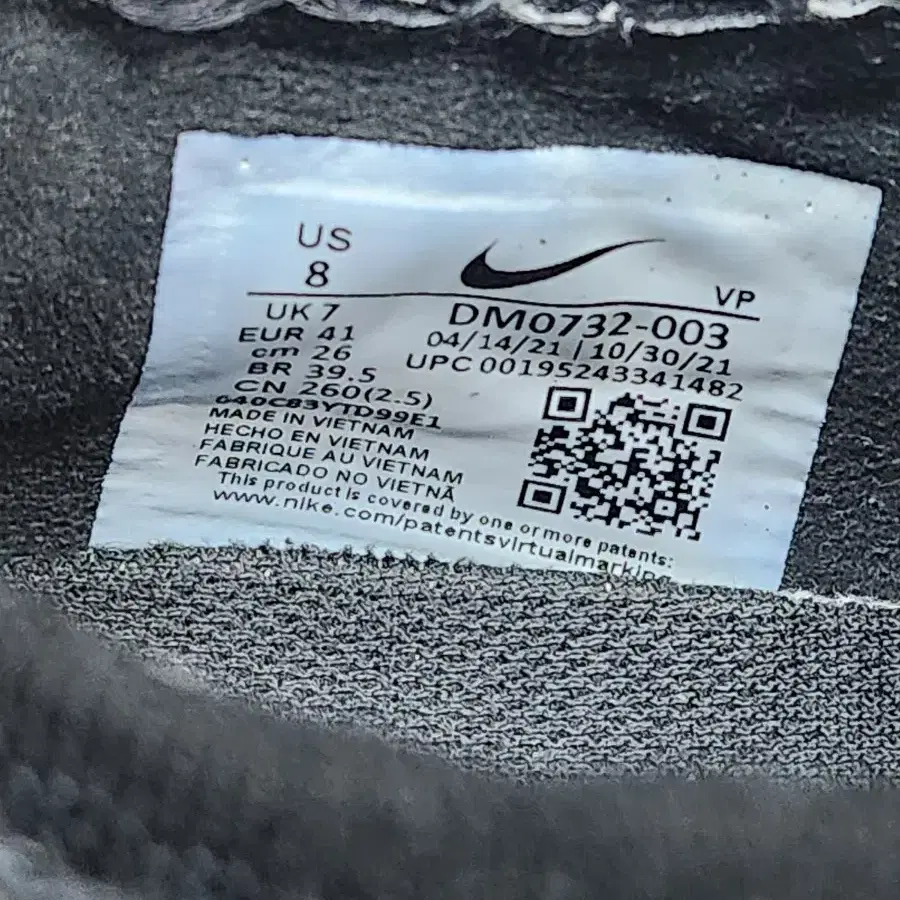 US
8
VP
UK 7
EUR 41
cm 26
BR 39.5
CN 260(2.5)
640C83YTD99E1
DM0732-003
04/14/21 | 10/30/21
UPC 00195243341482
MADE IN VIETNAM
HECHO EN VIETNAM
FABRIQUE AU VIETNAM
FABRICADO NO VIETNÃ
This product is covered by one or more patents:
www.nike.com/patentsvirtualmarkin